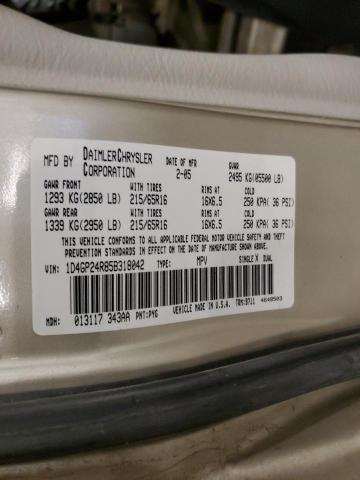 MFD BY DAIMLERCHRYSLER CORPORATION DATE OF MFR 2-05 GVWR 2495 KG(05500 LB)
GAWR FRONT WITH TIRES RIMS AT COLD
1293 KG(2850 LB) 215/65R16 16X6.5 250 KPA( 36 PSI)
GAWR REAR WITH TIRES RIMS AT COLD
1339 KG(2950 LB) 215/65R16 16X6.5 250 KPA( 36 PSI)
THIS VEHICLE CONFORMS TO ALL APPLICABLE FEDERAL MOTOR VEHICLE SAFETY, BUMPER, AND THEFT PREVENTION STANDARDS IN EFFECT ON THE DATE OF MANUFACTURE SHOWN ABOVE.
VIN: 1D4GP24R85B318042 TYPE: MPV SINGLE X DUAL
MDH: 013117 343AA PNT:PYG VEHICLE MADE IN U.S.A. TRM:D7J1 4648503